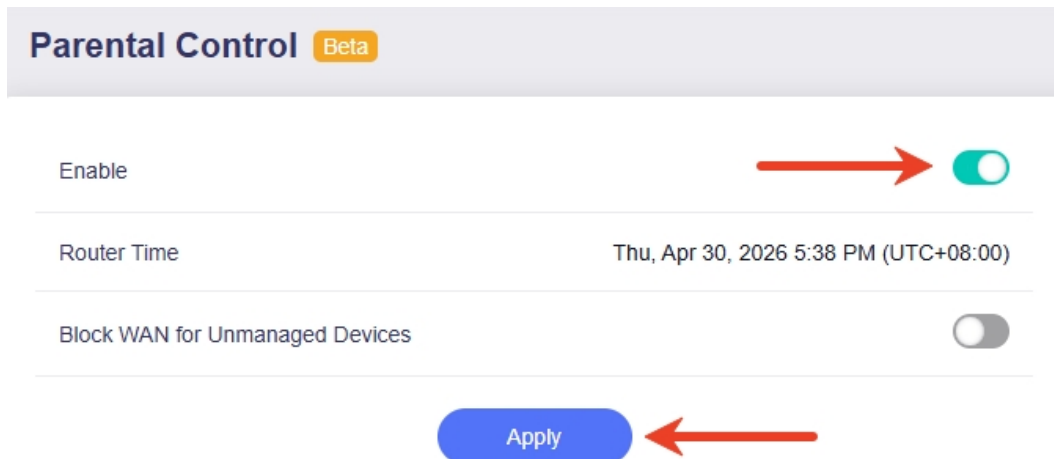 Parental Control Beta
Enable
Router Time Thu, Apr 30, 2026 5:38 PM (UTC+08:00)
Block WAN for Unmanaged Devices
Apply